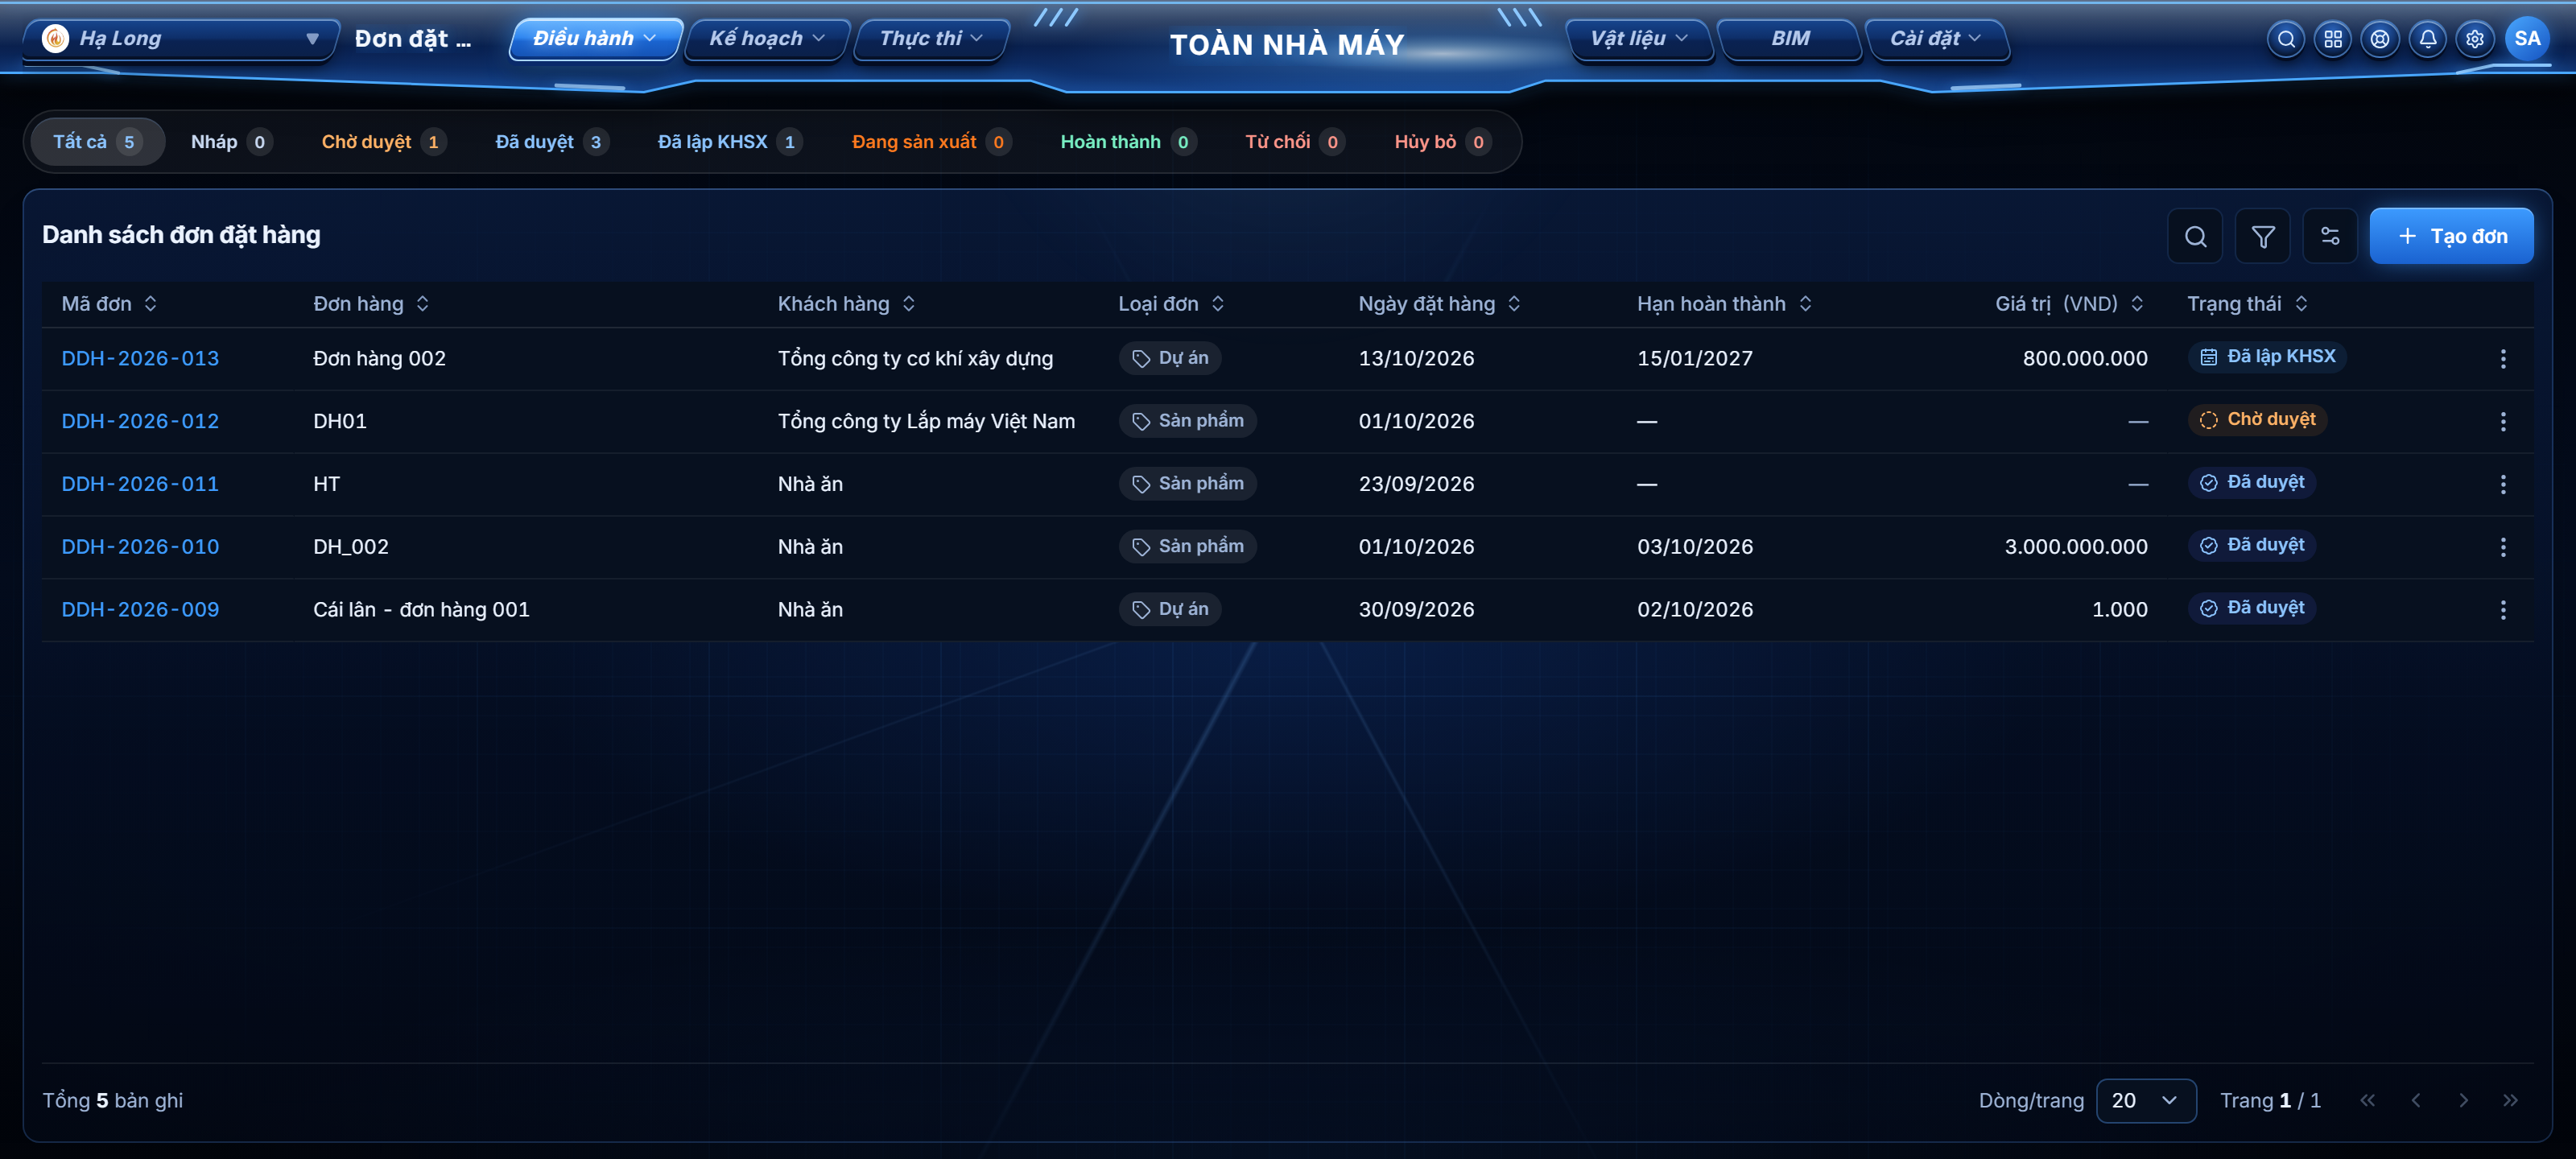 Hạ Long Đơn đặt ... Điều hành Kế hoạch Thực thi TOÀN NHÀ MÁY Vật liệu BIM Cài đặt SA
Tất cả 5 Nháp 0 Chờ duyệt 1 Đã duyệt 3 Đã lập KHSX 1 Đang sản xuất 0 Hoàn thành 0 Từ chối 0 Hủy bỏ 0
Danh sách đơn đặt hàng + Tạo đơn
Mã đơn Đơn hàng Khách hàng Loại đơn Ngày đặt hàng Hạn hoàn thành Giá trị (VND) Trạng thái
DDH-2026-013 Đơn hàng 002 Tổng công ty cơ khí xây dựng Dự án 13/10/2026 15/01/2027 800.000.000 Đã lập KHSX
DDH-2026-012 DH01 Tổng công ty Lắp máy Việt Nam Sản phẩm 01/10/2026 — — Chờ duyệt
DDH-2026-011 HT Nhà ăn Sản phẩm 23/09/2026 — — Đã duyệt
DDH-2026-010 DH_002 Nhà ăn Sản phẩm 01/10/2026 03/10/2026 3.000.000.000 Đã duyệt
DDH-2026-009 Cái lân - đơn hàng 001 Nhà ăn Dự án 30/09/2026 02/10/2026 1.000 Đã duyệt
Tổng 5 bản ghi Dòng/trang 20 Trang 1 / 1